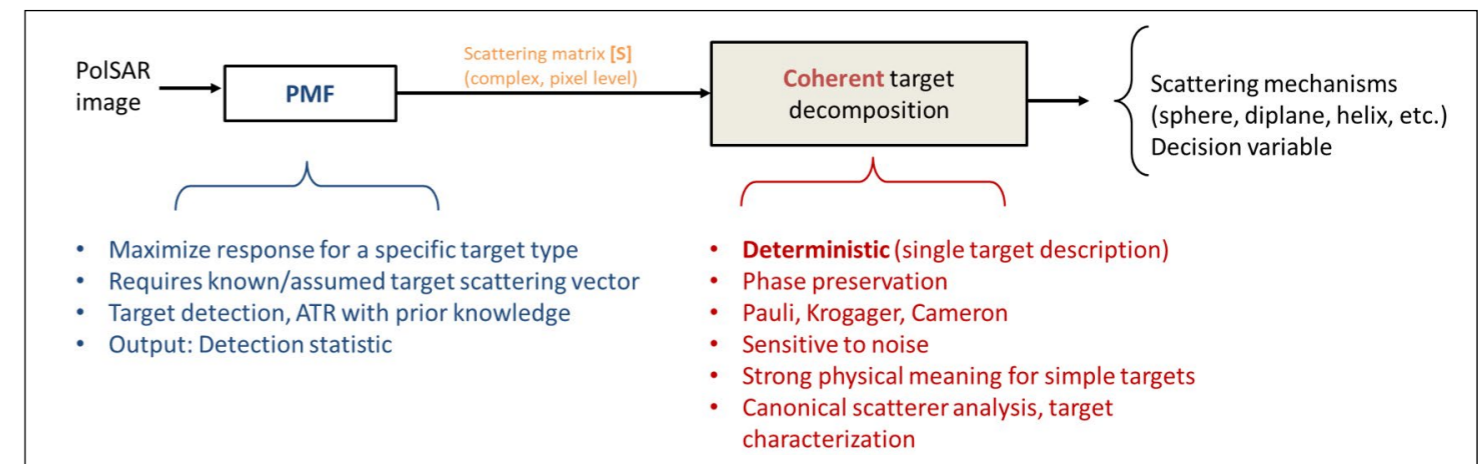 PolSAR
image
PMF
Scattering matrix [S]
(complex, pixel level)
Coherent target
decomposition
Scattering mechanisms
(sphere, diplane, helix, etc.)
Decision variable
• Maximize response for a specific target type
• Requires known/assumed target scattering vector
• Target detection, ATR with prior knowledge
• Output: Detection statistic
• Deterministic (single target description)
• Phase preservation
• Pauli, Krogager, Cameron
• Sensitive to noise
• Strong physical meaning for simple targets
• Canonical scatterer analysis, target
characterization